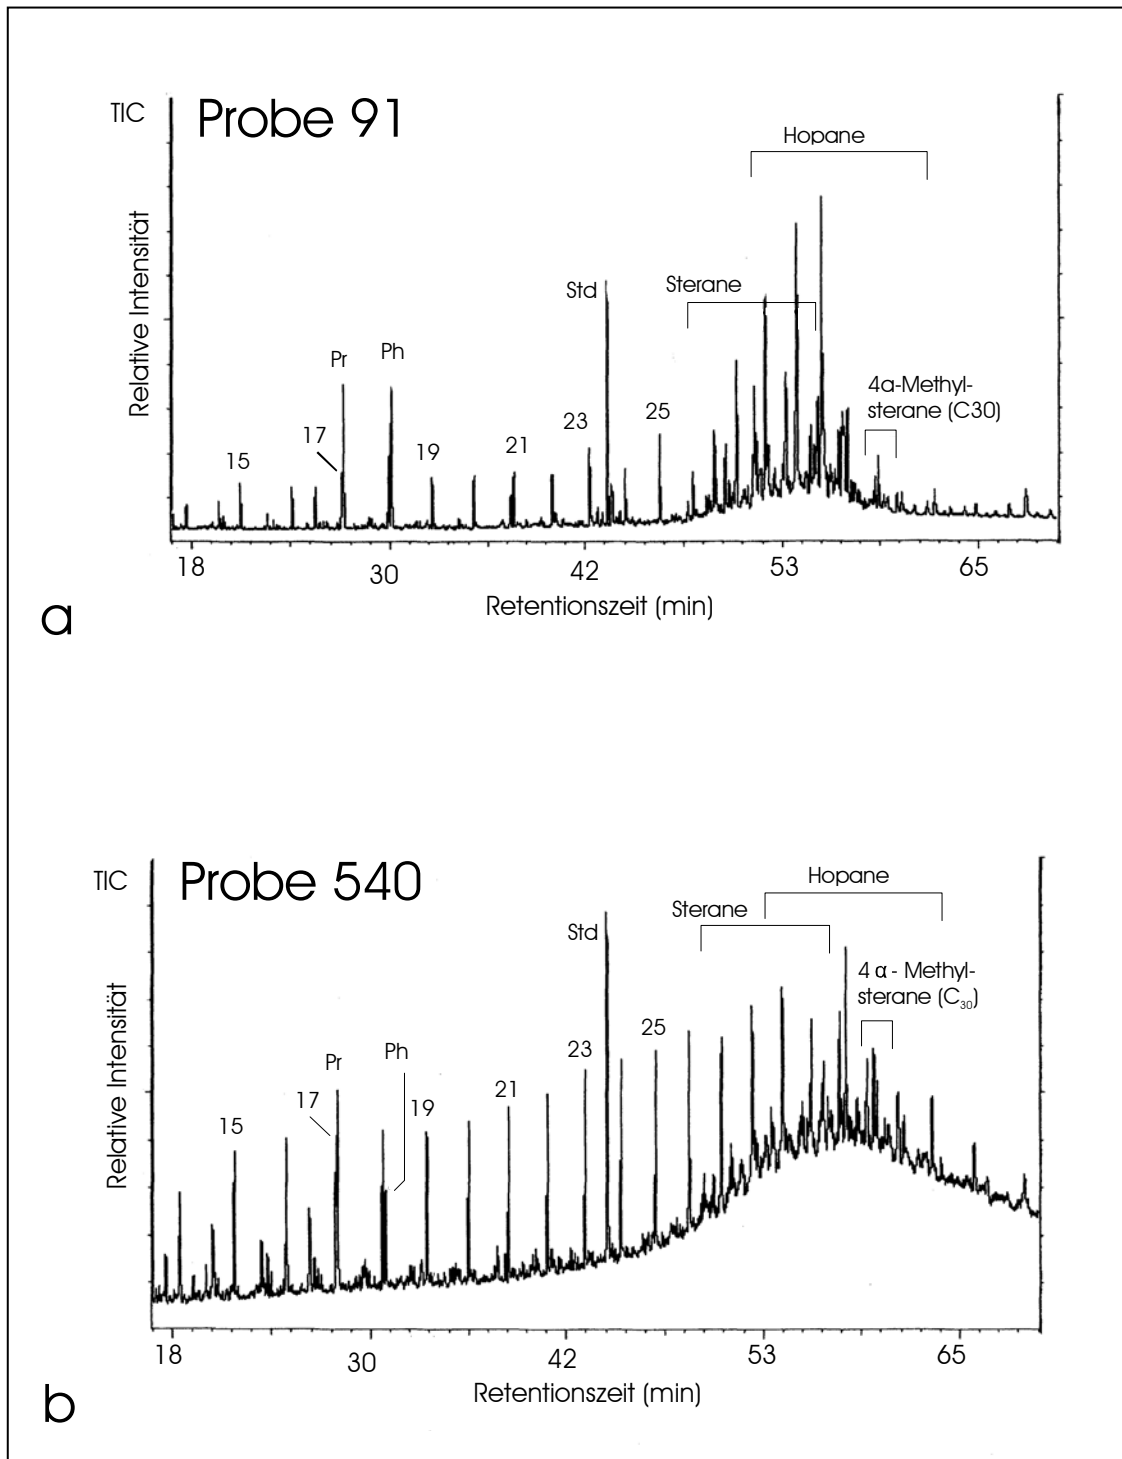 TIC
Probe 91
Hopane
Relative Intensität
Std
Sterane
Pr
Ph
4a-Methyl-
sterane (C30)
15
17
19
21
23
25
18
30
42
53
65
Retentionszeit (min)
a
TIC
Probe 540
Hopane
Sterane
Std
4 α - Methyl-
sterane (C30)
Relative Intensität
Pr
Ph
15
17
19
21
23
25
18
30
42
53
65
Retentionszeit (min)
b